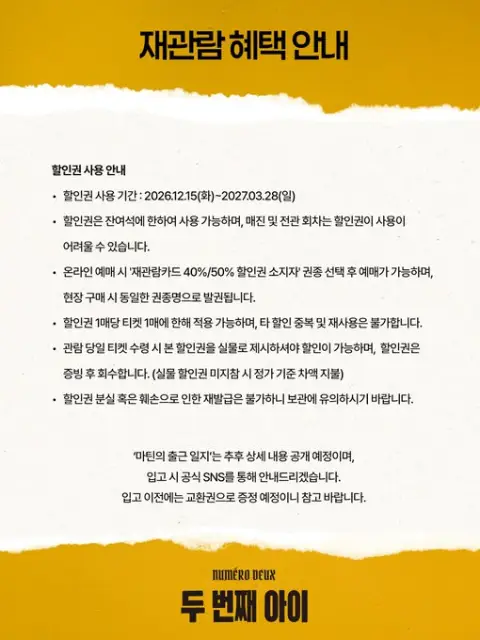 재관람 혜택 안내
할인권 사용 안내
• 할인권 사용 기간 : 2026.12.15(화)~2027.03.28(일)
• 할인권은 잔여석에 한하여 사용 가능하며, 매진 및 전관 회차는 할인권이 사용이
어려울 수 있습니다.
• 온라인 예매 시 '재관람카드 40%/50% 할인권 소지자' 권종 선택 후 예매가 가능하며,
현장 구매 시 동일한 권종명으로 발권됩니다.
• 할인권 1매당 티켓 1매에 한해 적용 가능하며, 타 할인 중복 및 재사용은 불가합니다.
• 관람 당일 티켓 수령 시 본 할인권을 실물로 제시하셔야 할인이 가능하며, 할인권은
증빙 후 회수합니다. (실물 할인권 미지참 시 정가 기준 차액 지불)
• 할인권 분실 혹은 훼손으로 인한 재발급은 불가하니 보관에 유의하시기 바랍니다.
'마틴의 출근 일지'는 추후 상세 내용 공개 예정이며,
입고 시 공식 SNS를 통해 안내드리겠습니다.
입고 이전에는 교환권으로 증정 예정이니 참고 바랍니다.
NUMÉRO DEUX
두 번째 아이